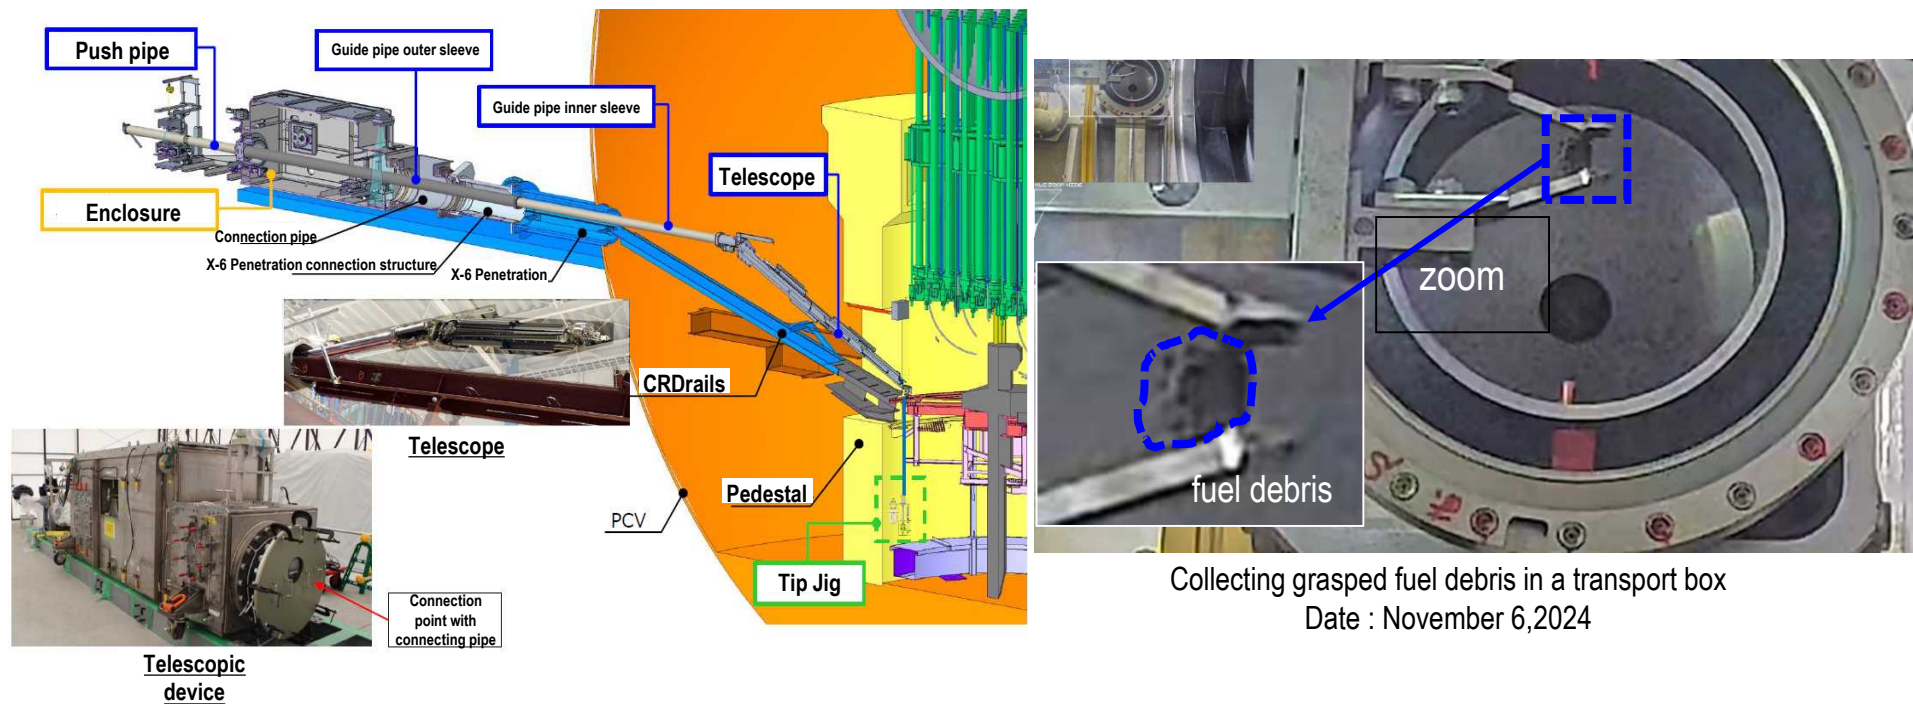 Push pipe
Guide pipe outer sleeve
Guide pipe inner sleeve
Telescope
Enclosure
Connection pipe
X-6 Penetration connection structure
X-6 Penetration
CRDrails
Telescope
Pedestal
PCV
Tip Jig
Connection
point with
connecting pipe
Telescopic
device
zoom
fuel debris
Collecting grasped fuel debris in a transport box
Date : November 6,2024